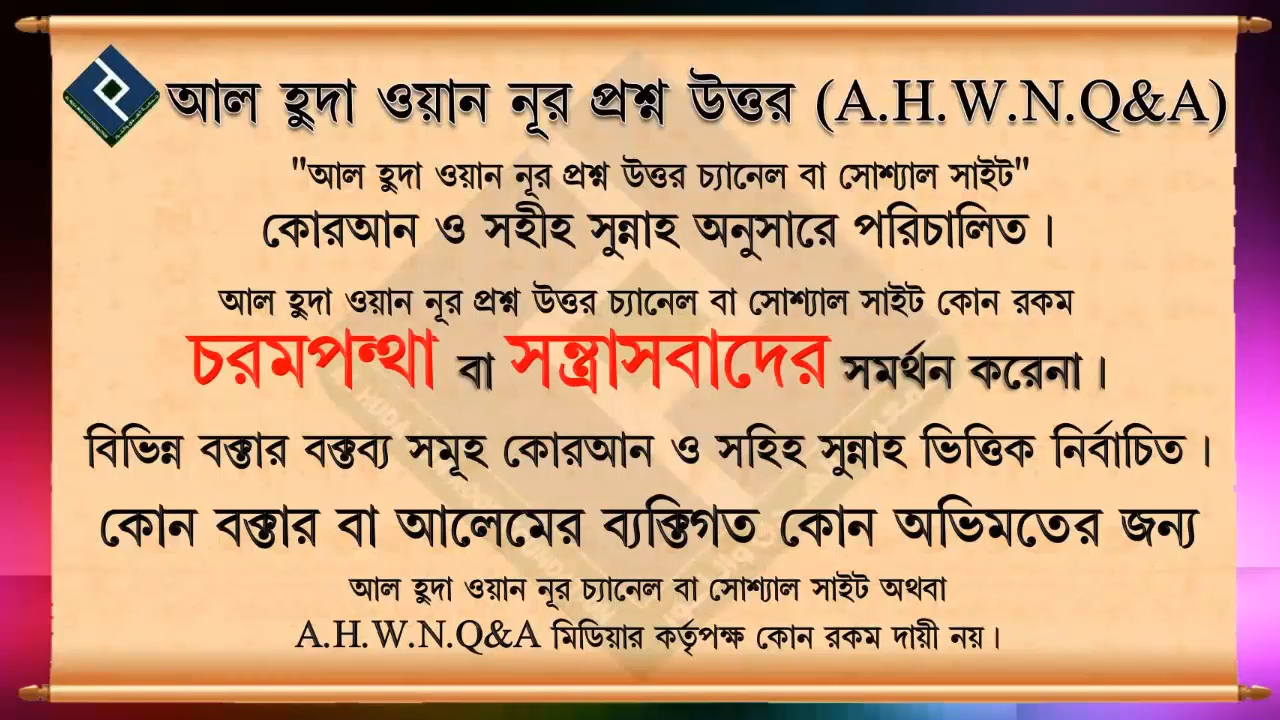 আল হুদা ওয়ান নূর প্রশ্ন উত্তর (A.H.W.N.Q&A)
"আল হুদা ওয়ান নূর প্রশ্ন উত্তর চ্যানেল বা সোশ্যাল সাইট"
কোরআন ও সহীহ সুন্নাহ অনুসারে পরিচালিত।
আল হুদা ওয়ান নূর প্রশ্ন উত্তর চ্যানেল বা সোশ্যাল সাইট কোন রকম
চরমপন্থা বা সন্ত্রাসবাদের সমর্থন করেনা।
বিভিন্ন বক্তার বক্তব্য সমূহ কোরআন ও সহিহ সুন্নাহ ভিত্তিক নির্বাচিত।
কোন বক্তার বা আলেমের ব্যক্তিগত কোন অভিমতের জন্য
আল হুদা ওয়ান নূর চ্যানেল বা সোশ্যাল সাইট অথবা
A.H.W.N.Q&A মিডিয়ার কর্তৃপক্ষ কোন রকম দায়ী নয়।